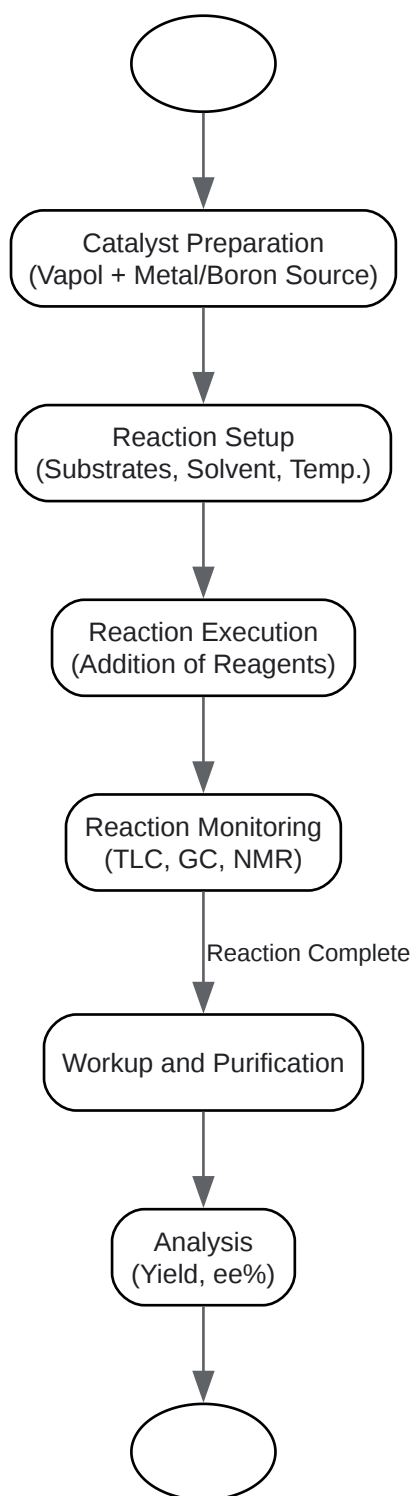 Catalyst Preparation
(Vapol + Metal/Boron Source)
Reaction Setup
(Substrates, Solvent, Temp.)
Reaction Execution
(Addition of Reagents)
Reaction Monitoring
(TLC, GC, NMR)
Reaction Complete
Workup and Purification
Analysis
(Yield, ee%)